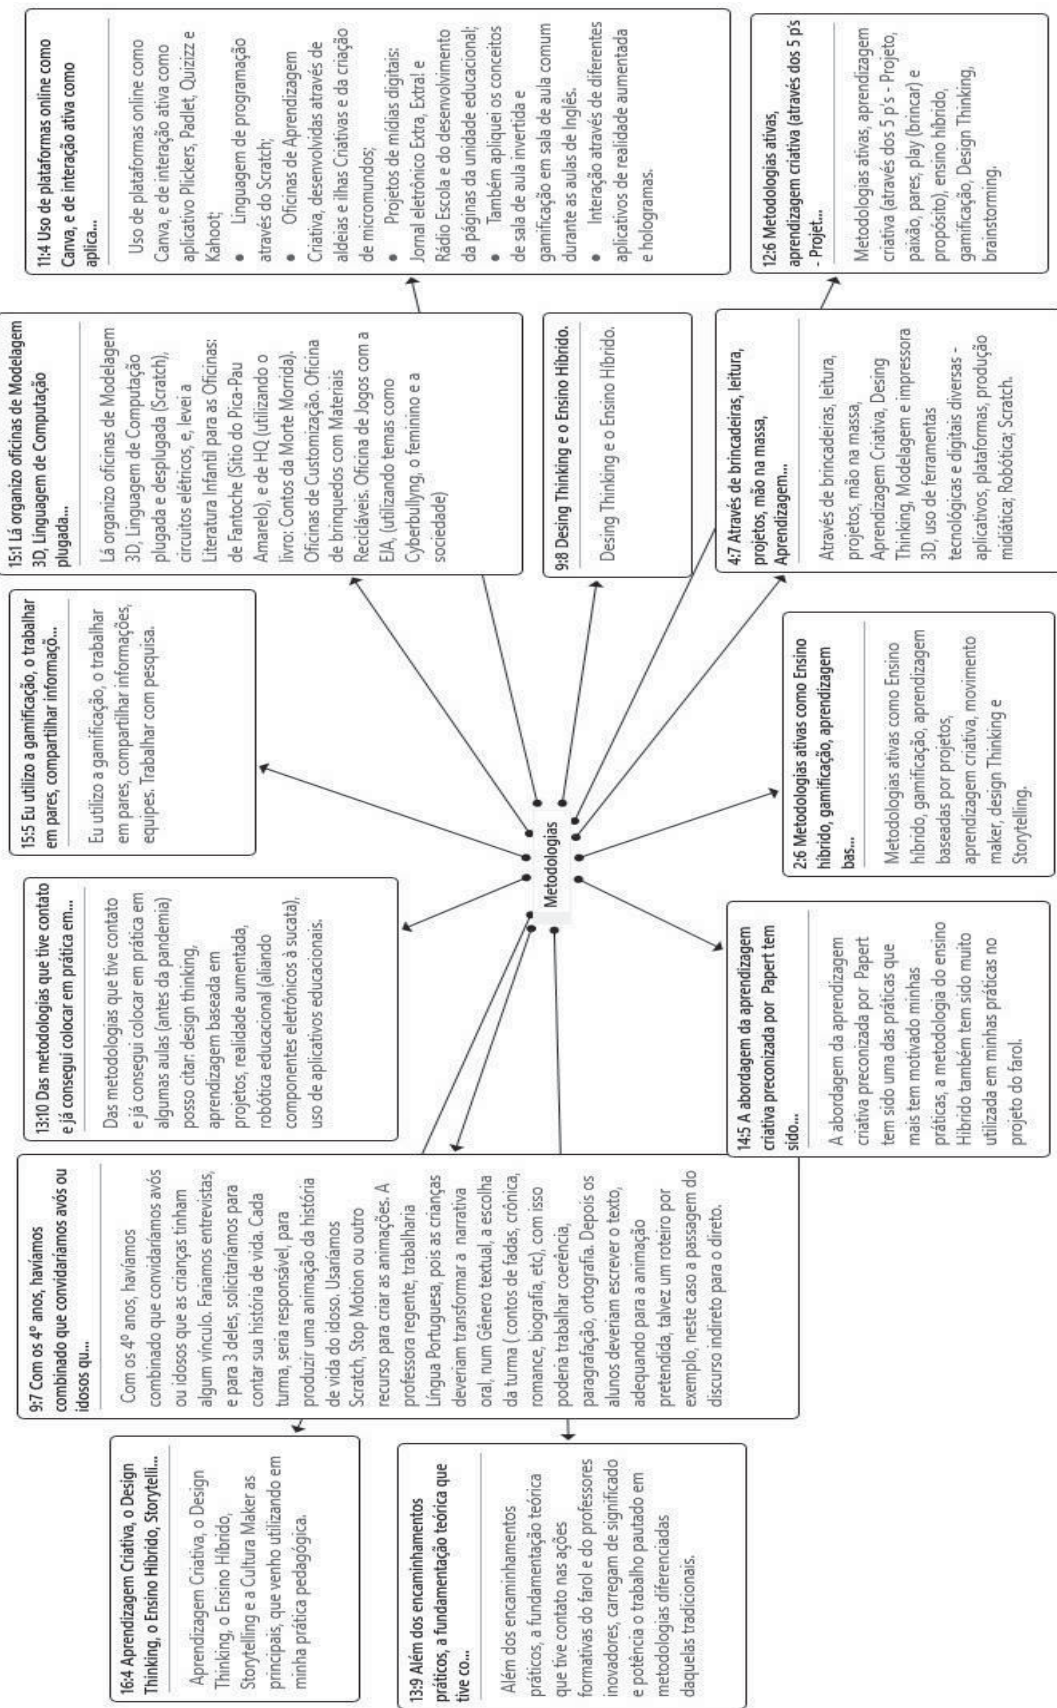 16:4 Aprendizagem Criativa, o Design
Thinking, o Ensino Hibrido, Storytelli...
Aprendizagem Criativa, o Design
Thinking, o Ensino Híbrido,
Storytelling e a Cultura Maker as
principais, que venho utilizando em
minha prática pedagógica.
13:9 Além dos encaminhamentos
práticos, a fundamentação teórica que
tive co...
Além dos encaminhamentos
práticos, a fundamentação teórica
que tive contato nas ações
formativas do farol e do professores
inovadores, carregam de significado
e potência o trabalho pautado em
metodologias diferenciadas
daquelas tradicionais.
9:7 Com os 4º anos, havíamos
combinado que convidaríamos avós ou
idosos qu...
Com os 4º anos, havíamos
combinado que convidaríamos avós
ou idosos que as crianças tinham
algum vínculo. Fariamos entrevistas,
e para 3 deles, solicitaríamos para
contar sua história de vida. Cada
turma, seria responsável, para
produzir uma animação da história
de vida do idoso. Usaríamos
Scratch, Stop Motion ou outro
recurso para criar as animações. A
professora regente, trabalharia
Língua Portuguesa, pois as crianças
deveriam transformar a narrativa
oral, num Gênero textual, a escolha
da turma ( contos de fadas, crônica,
romance, biografia, etc), com isso
poderia trabalhar coerência,
paragrafação, ortografia. Depois os
alunos deveriam escrever o texto,
adequando para a animação
pretendida, talvez um roteiro por
exemplo, neste caso a passagem do
discurso indireto para o direto.
13:10 Das metodologias que tive contato
e já consegui colocar em prática em...
Das metodologias que tive contato
e já consegui colocar em prática em
algumas aulas (antes da pandemia)
posso citar: design thinking,
aprendizagem baseada em
projetos, realidade aumentada,
robótica educacional (aliando
componentes eletrônicos à sucata),
uso de aplicativos educacionais.
14:5 A abordagem da aprendizagem
criativa preconizada por Papert tem
sido...
A abordagem da aprendizagem
criativa preconizada por Papert
tem sido uma das práticas que
mais tem motivado minhas
práticas, a metodologia do ensino
Hibrido também tem sido muito
utilizada em minhas práticas no
projeto do farol.
Metodologias
15:5 Eu utilizo a gamificação, o trabalhar
em pares, compartilhar informaçõ...
Eu utilizo a gamificação, o trabalhar
em pares, compartilhar informações,
equipes. Trabalhar com pesquisa.
2:6 Metodologias ativas como Ensino
híbrido, gamificação, aprendizagem
bas...
Metodologias ativas como Ensino
híbrido, gamificação, aprendizagem
baseadas por projetos,
aprendizagem criativa, movimento
maker, design Thinking e
Storytelling.
15:1 Lá organizo oficinas de Modelagem
3D, Linguagem de Computação
plugada...
Lá organizo oficinas de Modelagem
3D, Linguagem de Computação
plugada e desplugada (Scratch),
circuitos elétricos, e, levei a
Literatura Infantil para as Oficinas:
de Fantoche (Sitio do Pica-Pau
Amarelo), e de HQ (utilizando o
livro: Contos da Morte Morrida).
Oficinas de Customização. Oficina
de brinquedos com Materiais
Recicláveis. Oficina de Jogos com a
EJA, (utilizando temas como
Cyberbullyng, o feminino e a
sociedade)
9:8 Desing Thinking e o Ensino Híbrido.
Desing Thinking e o Ensino Híbrido.
4:7 Através de brincadeiras, leitura,
projetos, mão na massa,
Aprendizagem...
Através de brincadeiras, leitura,
projetos, mão na massa,
Aprendizagem Criativa, Desing
Thinking, Modelagem e impressora
3D, uso de ferramentas
tecnológicas e digitais diversas -
aplicativos, plataformas, produção
midiática; Robótica; Scratch.
11:4 Uso de plataformas online como
Canva, e de interação ativa como
aplica...
Uso de plataformas online como
Canva, e de interação ativa como
aplicativo Plickers, Padlet, Quizizz e
Kahoot;
• Linguagem de programação
através do Scratch;
• Oficinas de Aprendizagem
Criativa, desenvolvidas através de
aldeias e ilhas Criativas e da criação
de micromundos;
• Projetos de mídias digitais:
Jornal eletrônico Extra, Extra! e
Rádio Escola e do desenvolvimento
da páginas da unidade educacional;
• Também apliquei os conceitos
de sala de aula invertida e
gamificação em sala de aula comum
durante as aulas de Inglês.
• Interação através de diferentes
aplicativos de realidade aumentada
e hologramas.
12:6 Metodologias ativas,
aprendizagem criativa (através dos 5 p's
- Projet...
Metodologias ativas, aprendizagem
criativa (através dos 5 p's - Projeto,
paixão, pares, play (brincar) e
propósito), ensino híbrido,
gamificação, Design Thinking,
brainstorming,